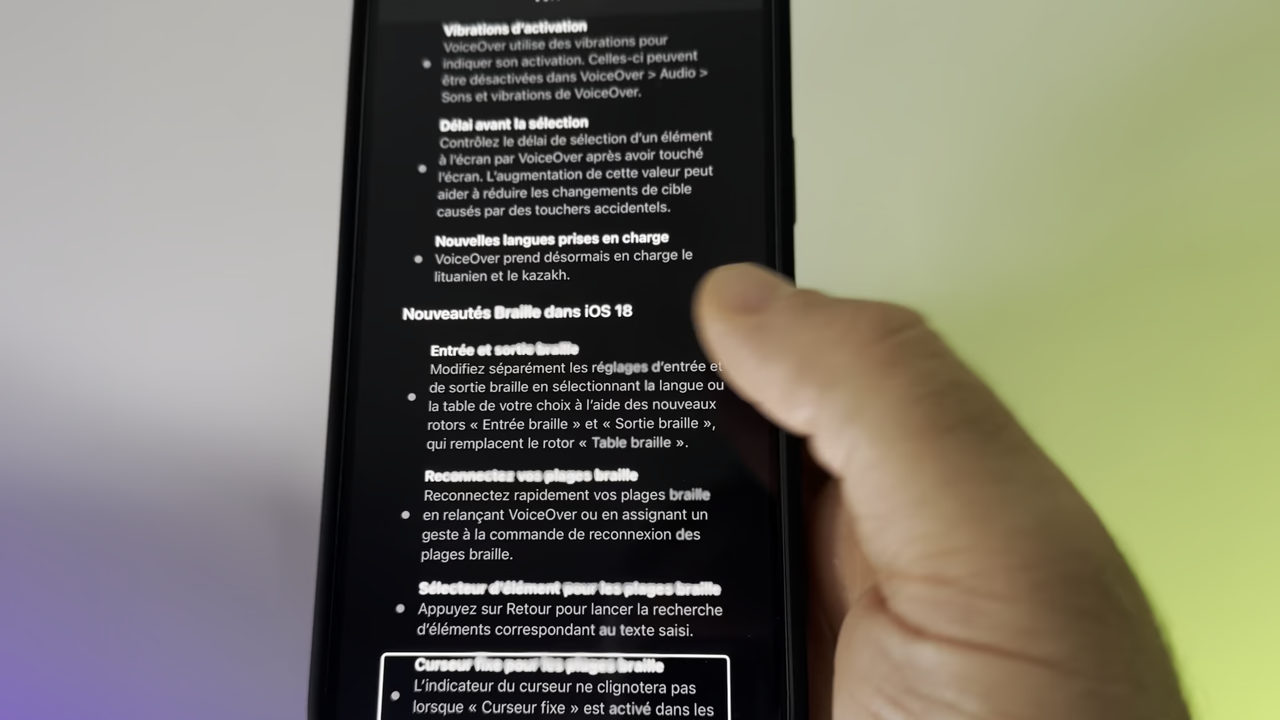 Vibrations d'activation
VoiceOver utilise des vibrations pour
indiquer son activation. Celles-ci peuvent
être désactivées dans VoiceOver > Audio >
Sons et vibrations de VoiceOver.
Délai avant la sélection
Contrôlez le délai de sélection d'un élément
à l'écran par VoiceOver après avoir touché
l'écran. L'augmentation de cette valeur peut
aider à réduire les changements de cible
causés par des touchers accidentels.
Nouvelles langues prises en charge
VoiceOver prend désormais en charge le
lituanien et le kazakh.
Nouveautés Braille dans iOS 18
Entrée et sortie braille
Modifiez séparément les réglages d'entrée et
de sortie braille en sélectionnant la langue ou
la table de votre choix à l'aide des nouveaux
rotors « Entrée braille » et « Sortie braille »,
qui remplacent le rotor « Table braille ».
Reconnectez vos plages braille
Reconnectez rapidement vos plages braille
en relançant VoiceOver ou en assignant un
geste à la commande de reconnexion des
plages braille.
Sélecteur d'élément pour les plages braille
Appuyez sur Retour pour lancer la recherche
d'éléments correspondant au texte saisi.
Curseur fixe pour les plages braille
L'indicateur du curseur ne clignotera pas
lorsque « Curseur fixe » est activé dans les